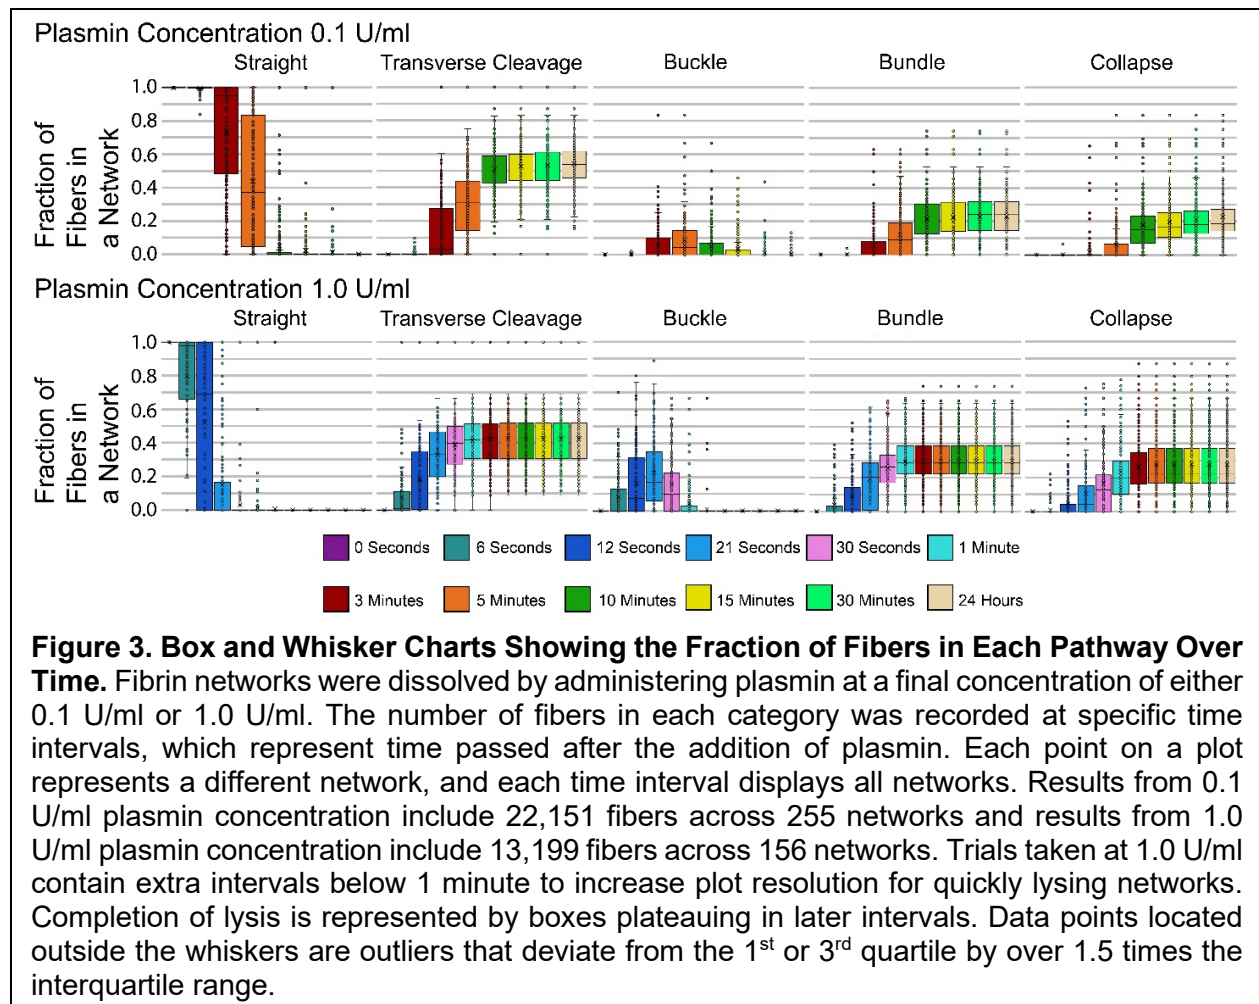 Plasmin Concentration 0.1 U/ml
Straight Transverse Cleavage Buckle Bundle Collapse
Fraction of
Fibers in
a Network
1.0
0.8
0.6
0.4
0.2
0.0
Plasmin Concentration 1.0 U/ml
Straight Transverse Cleavage Buckle Bundle Collapse
Fraction of
Fibers in
a Network
1.0
0.8
0.6
0.4
0.2
0.0
0 Seconds 6 Seconds 12 Seconds 21 Seconds 30 Seconds 1 Minute
3 Minutes 5 Minutes 10 Minutes 15 Minutes 30 Minutes 24 Hours
Figure 3. Box and Whisker Charts Showing the Fraction of Fibers in Each Pathway Over
Time. Fibrin networks were dissolved by administering plasmin at a final concentration of either
0.1 U/ml or 1.0 U/ml. The number of fibers in each category was recorded at specific time
intervals, which represent time passed after the addition of plasmin. Each point on a plot
represents a different network, and each time interval displays all networks. Results from 0.1
U/ml plasmin concentration include 22,151 fibers across 255 networks and results from 1.0
U/ml plasmin concentration include 13,199 fibers across 156 networks. Trials taken at 1.0 U/ml
contain extra intervals below 1 minute to increase plot resolution for quickly lysing networks.
Completion of lysis is represented by boxes plateauing in later intervals. Data points located
outside the whiskers are outliers that deviate from the 1st or 3rd quartile by over 1.5 times the
interquartile range.